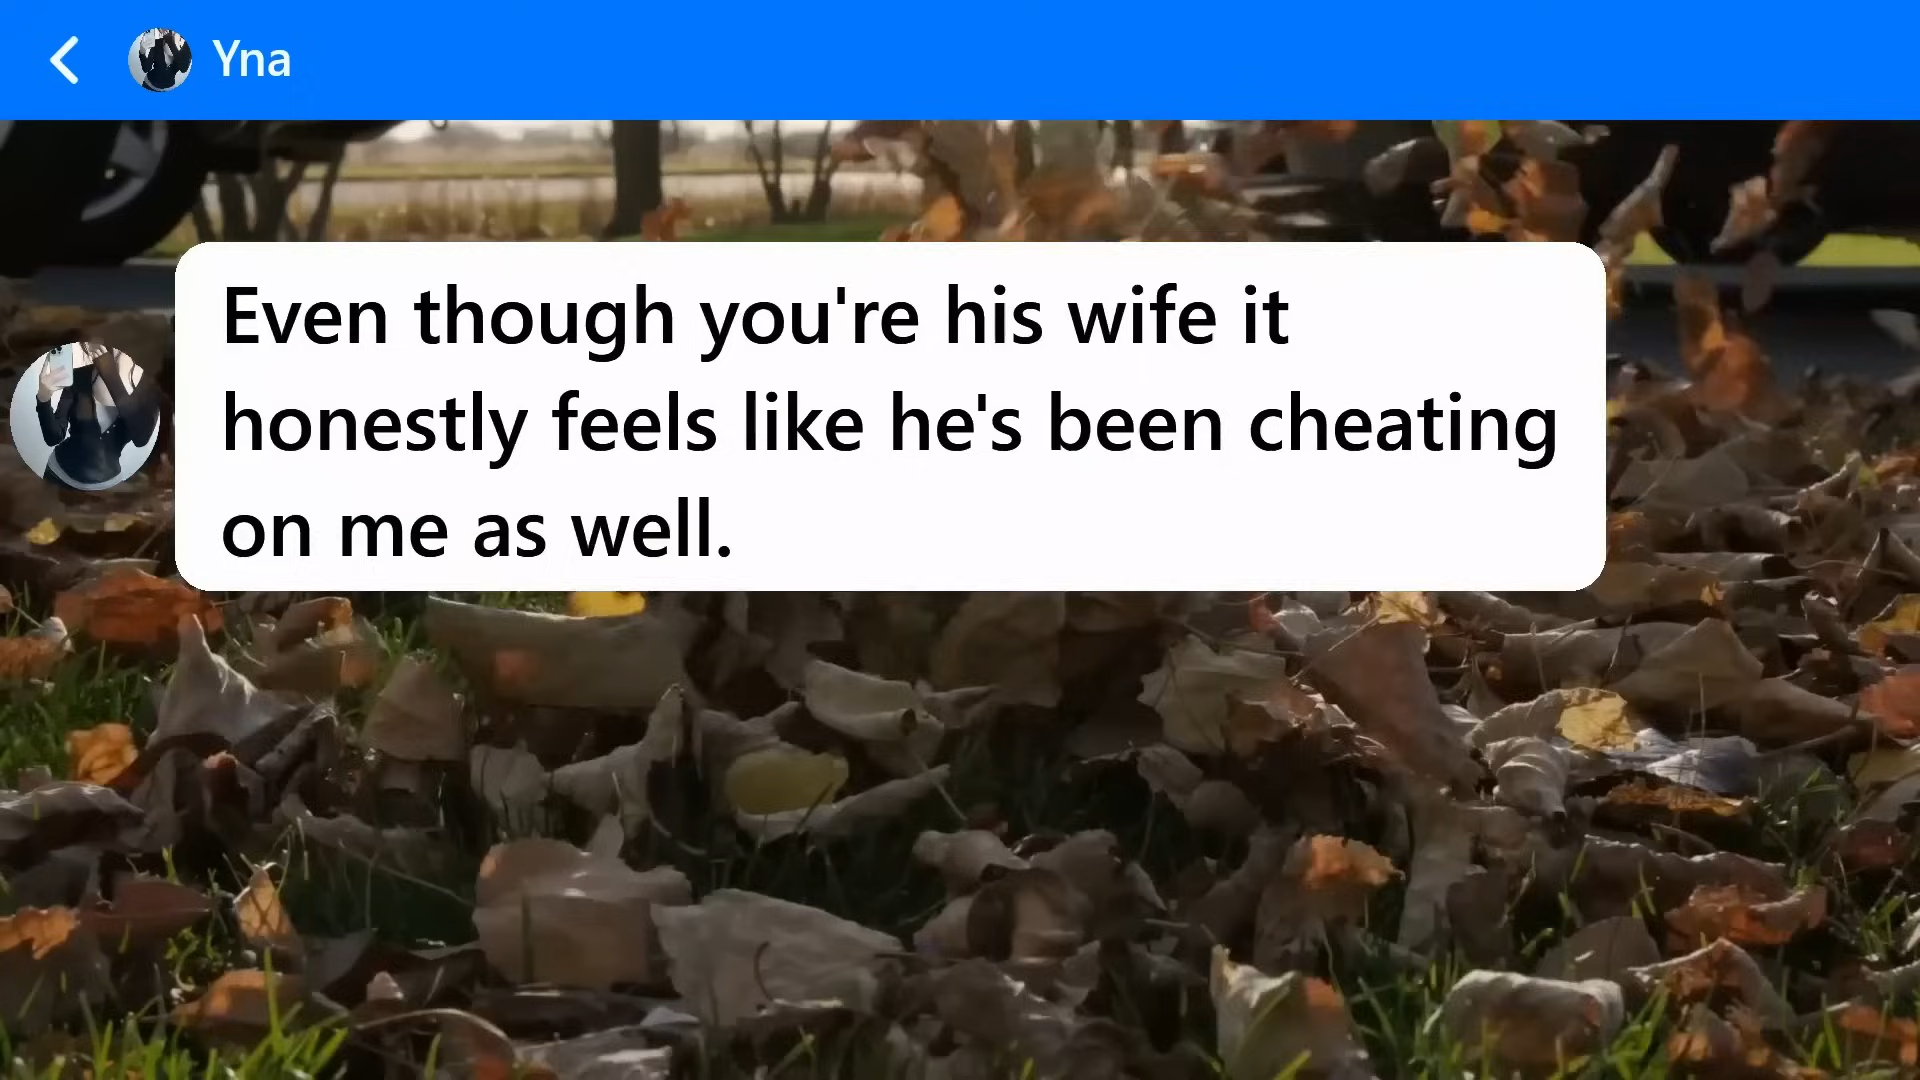 Yna
Even though you're his wife it
honestly feels like he's been cheating
on me as well.